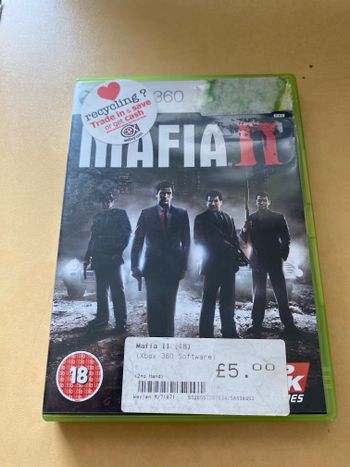 360
recycling?
Trade in & save
or get cash
MAFIA II
Mafia II (18)
(Xbox 360 Software)
£5.00
(2nd Hand)
18
2K
GAMES